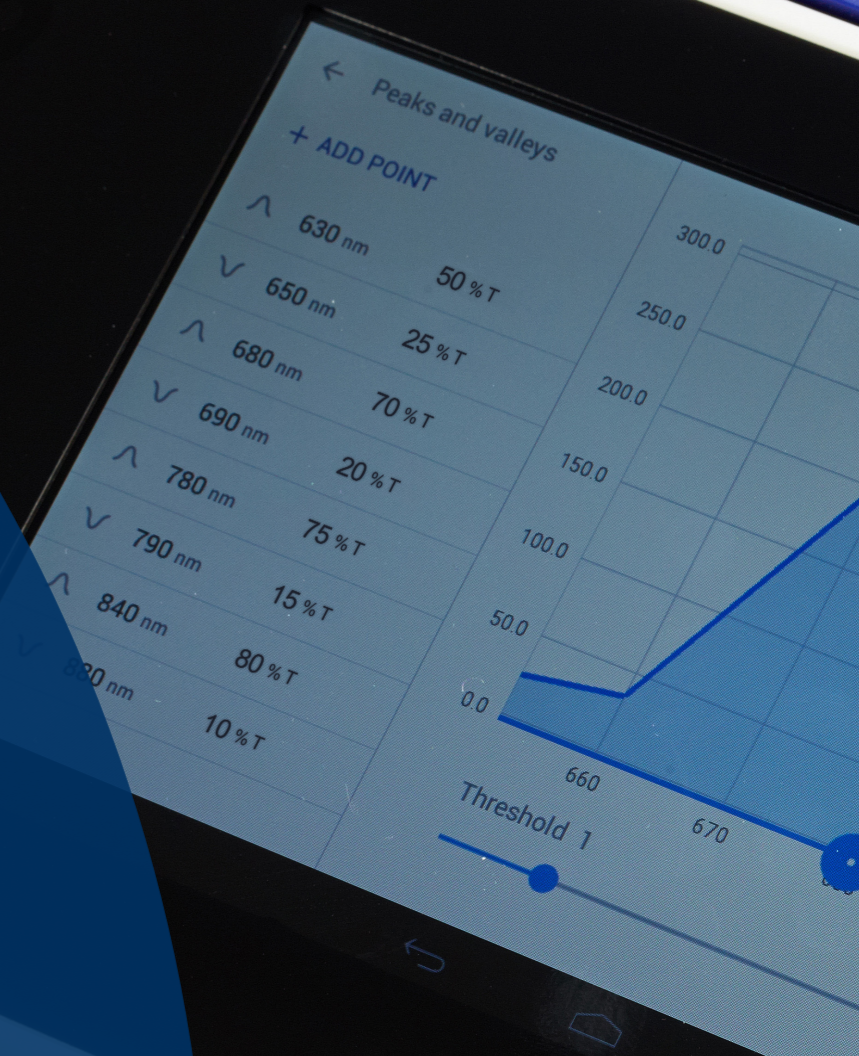 Peaks and valleys
+ ADD POINT
630 nm 50 % T
650 nm 25 % T
680 nm 70 % T
690 nm 20 % T
780 nm 75 % T
790 nm 15 % T
840 nm 80 % T
880 nm 10 % T
300.0
250.0
200.0
150.0
100.0
50.0
0.0
660
670
Threshold 1